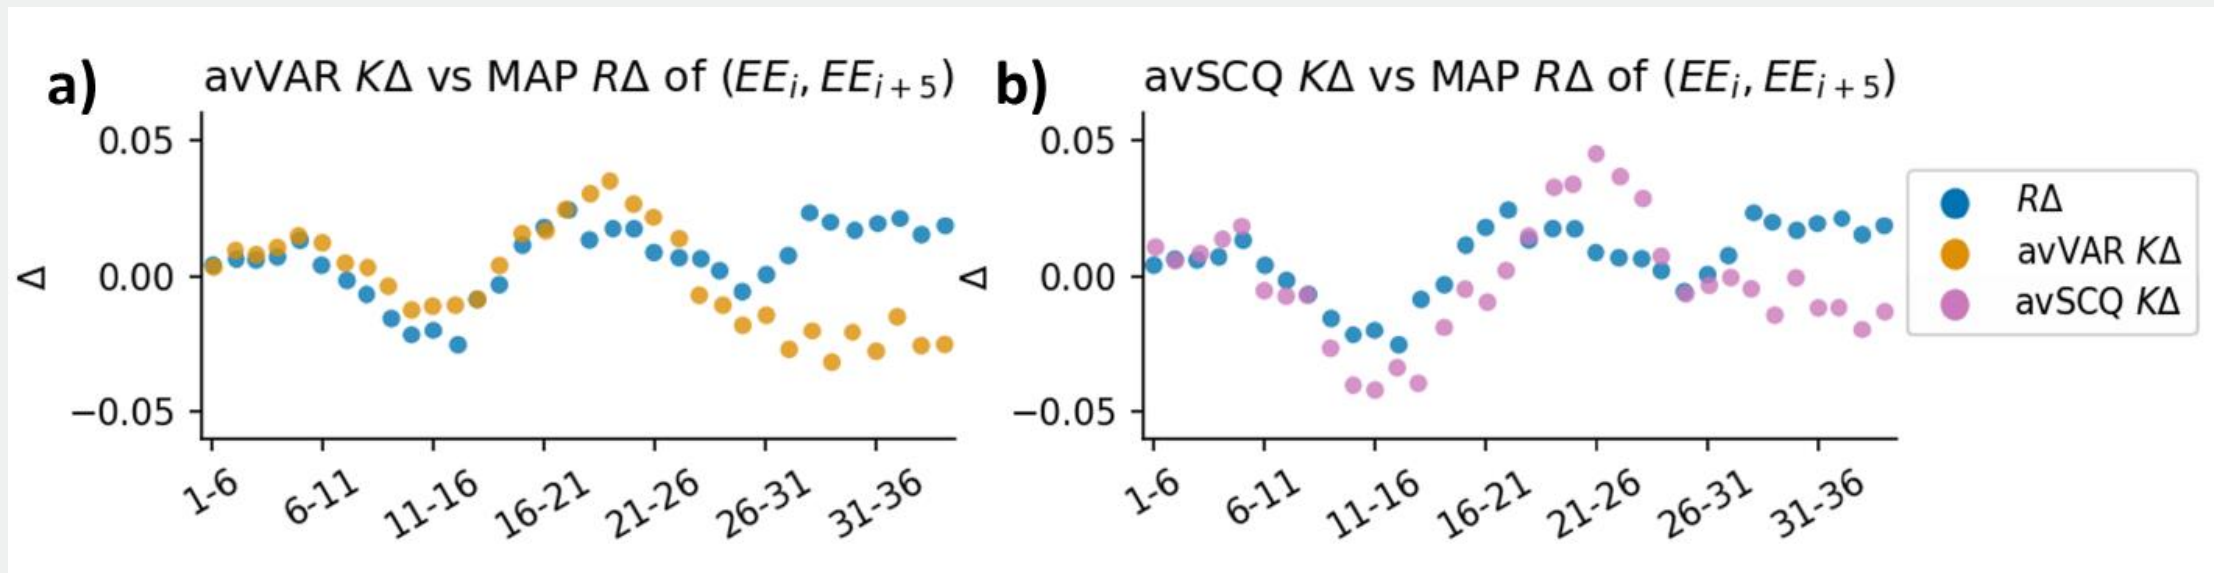 a)
avVAR KΔ vs MAP RΔ of (EEᵢ, EEᵢ₊₅)
0.05
0.00
−0.05
Δ
1-6
6-11
11-16
16-21
21-26
26-31
31-36
b)
avSCQ KΔ vs MAP RΔ of (EEᵢ, EEᵢ₊₅)
0.05
0.00
−0.05
Δ
1-6
6-11
11-16
16-21
21-26
26-31
31-36
RΔ
avVAR KΔ
avSCQ KΔ